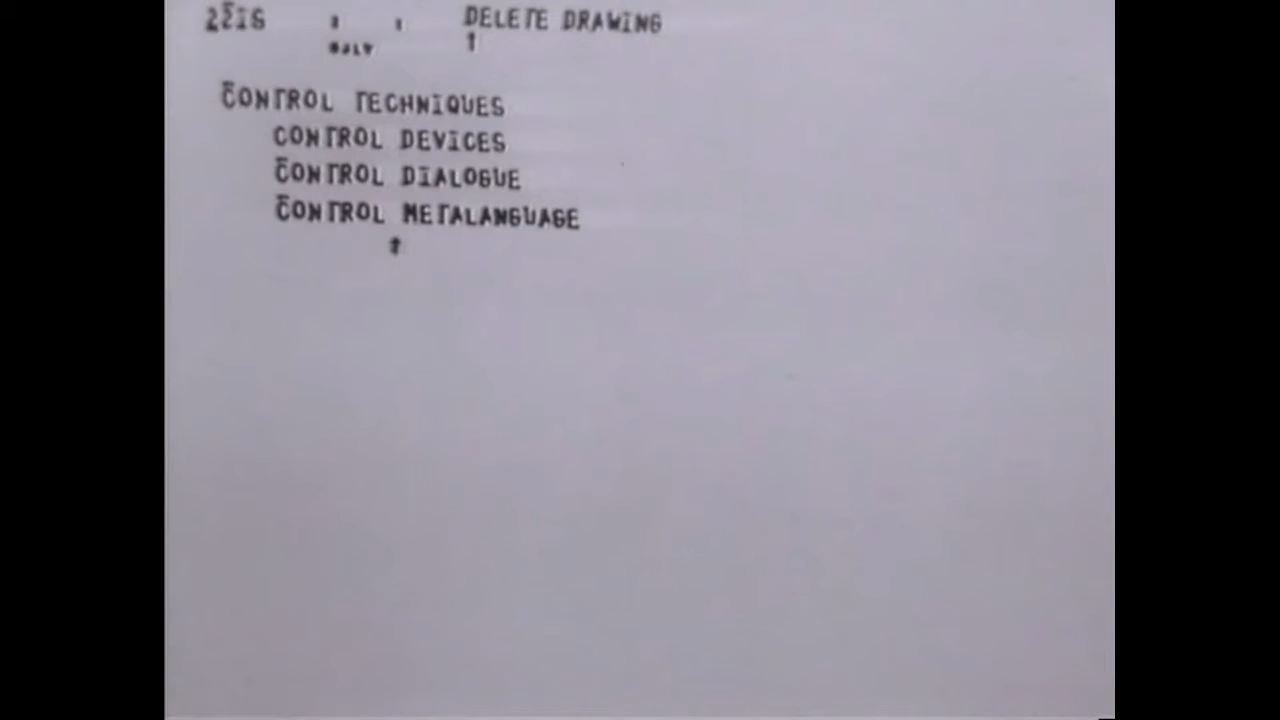 DELETE DRAWING
CONTROL TECHNIQUES
CONTROL DEVICES
CONTROL DIALOGUE
CONTROL METALANGUAGE